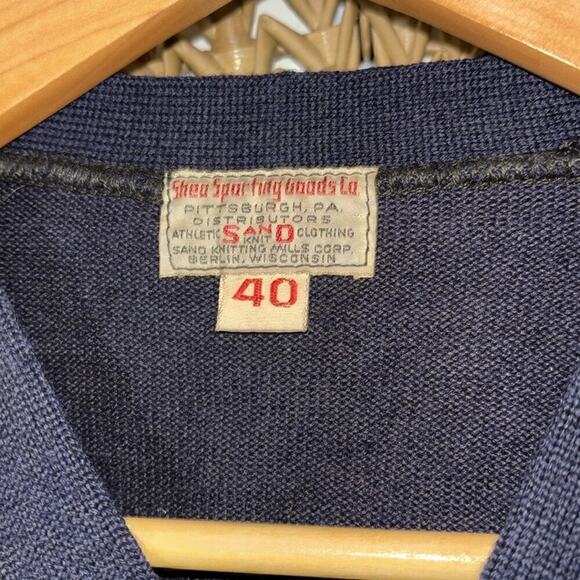 Shea Sporting Goods Co.
PITTSBURGH, PA.
DISTRIBUTORS
ATHLETIC SAND KNIT CLOTHING
SAND KNITTING MILLS CORP.
BERLIN, WISCONSIN
40